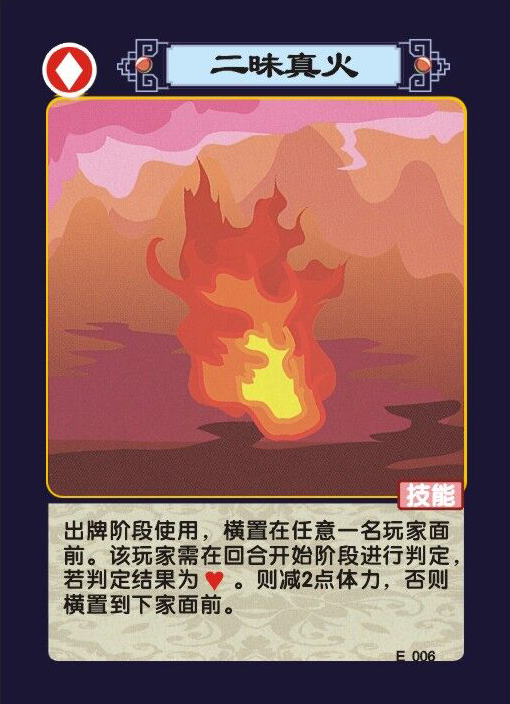 二昧真火
技能
出牌阶段使用，横置在任意一名玩家面
前。该玩家需在回合开始阶段进行判定，
若判定结果为♥。则减2点体力，否则
横置到下家面前。
E 006